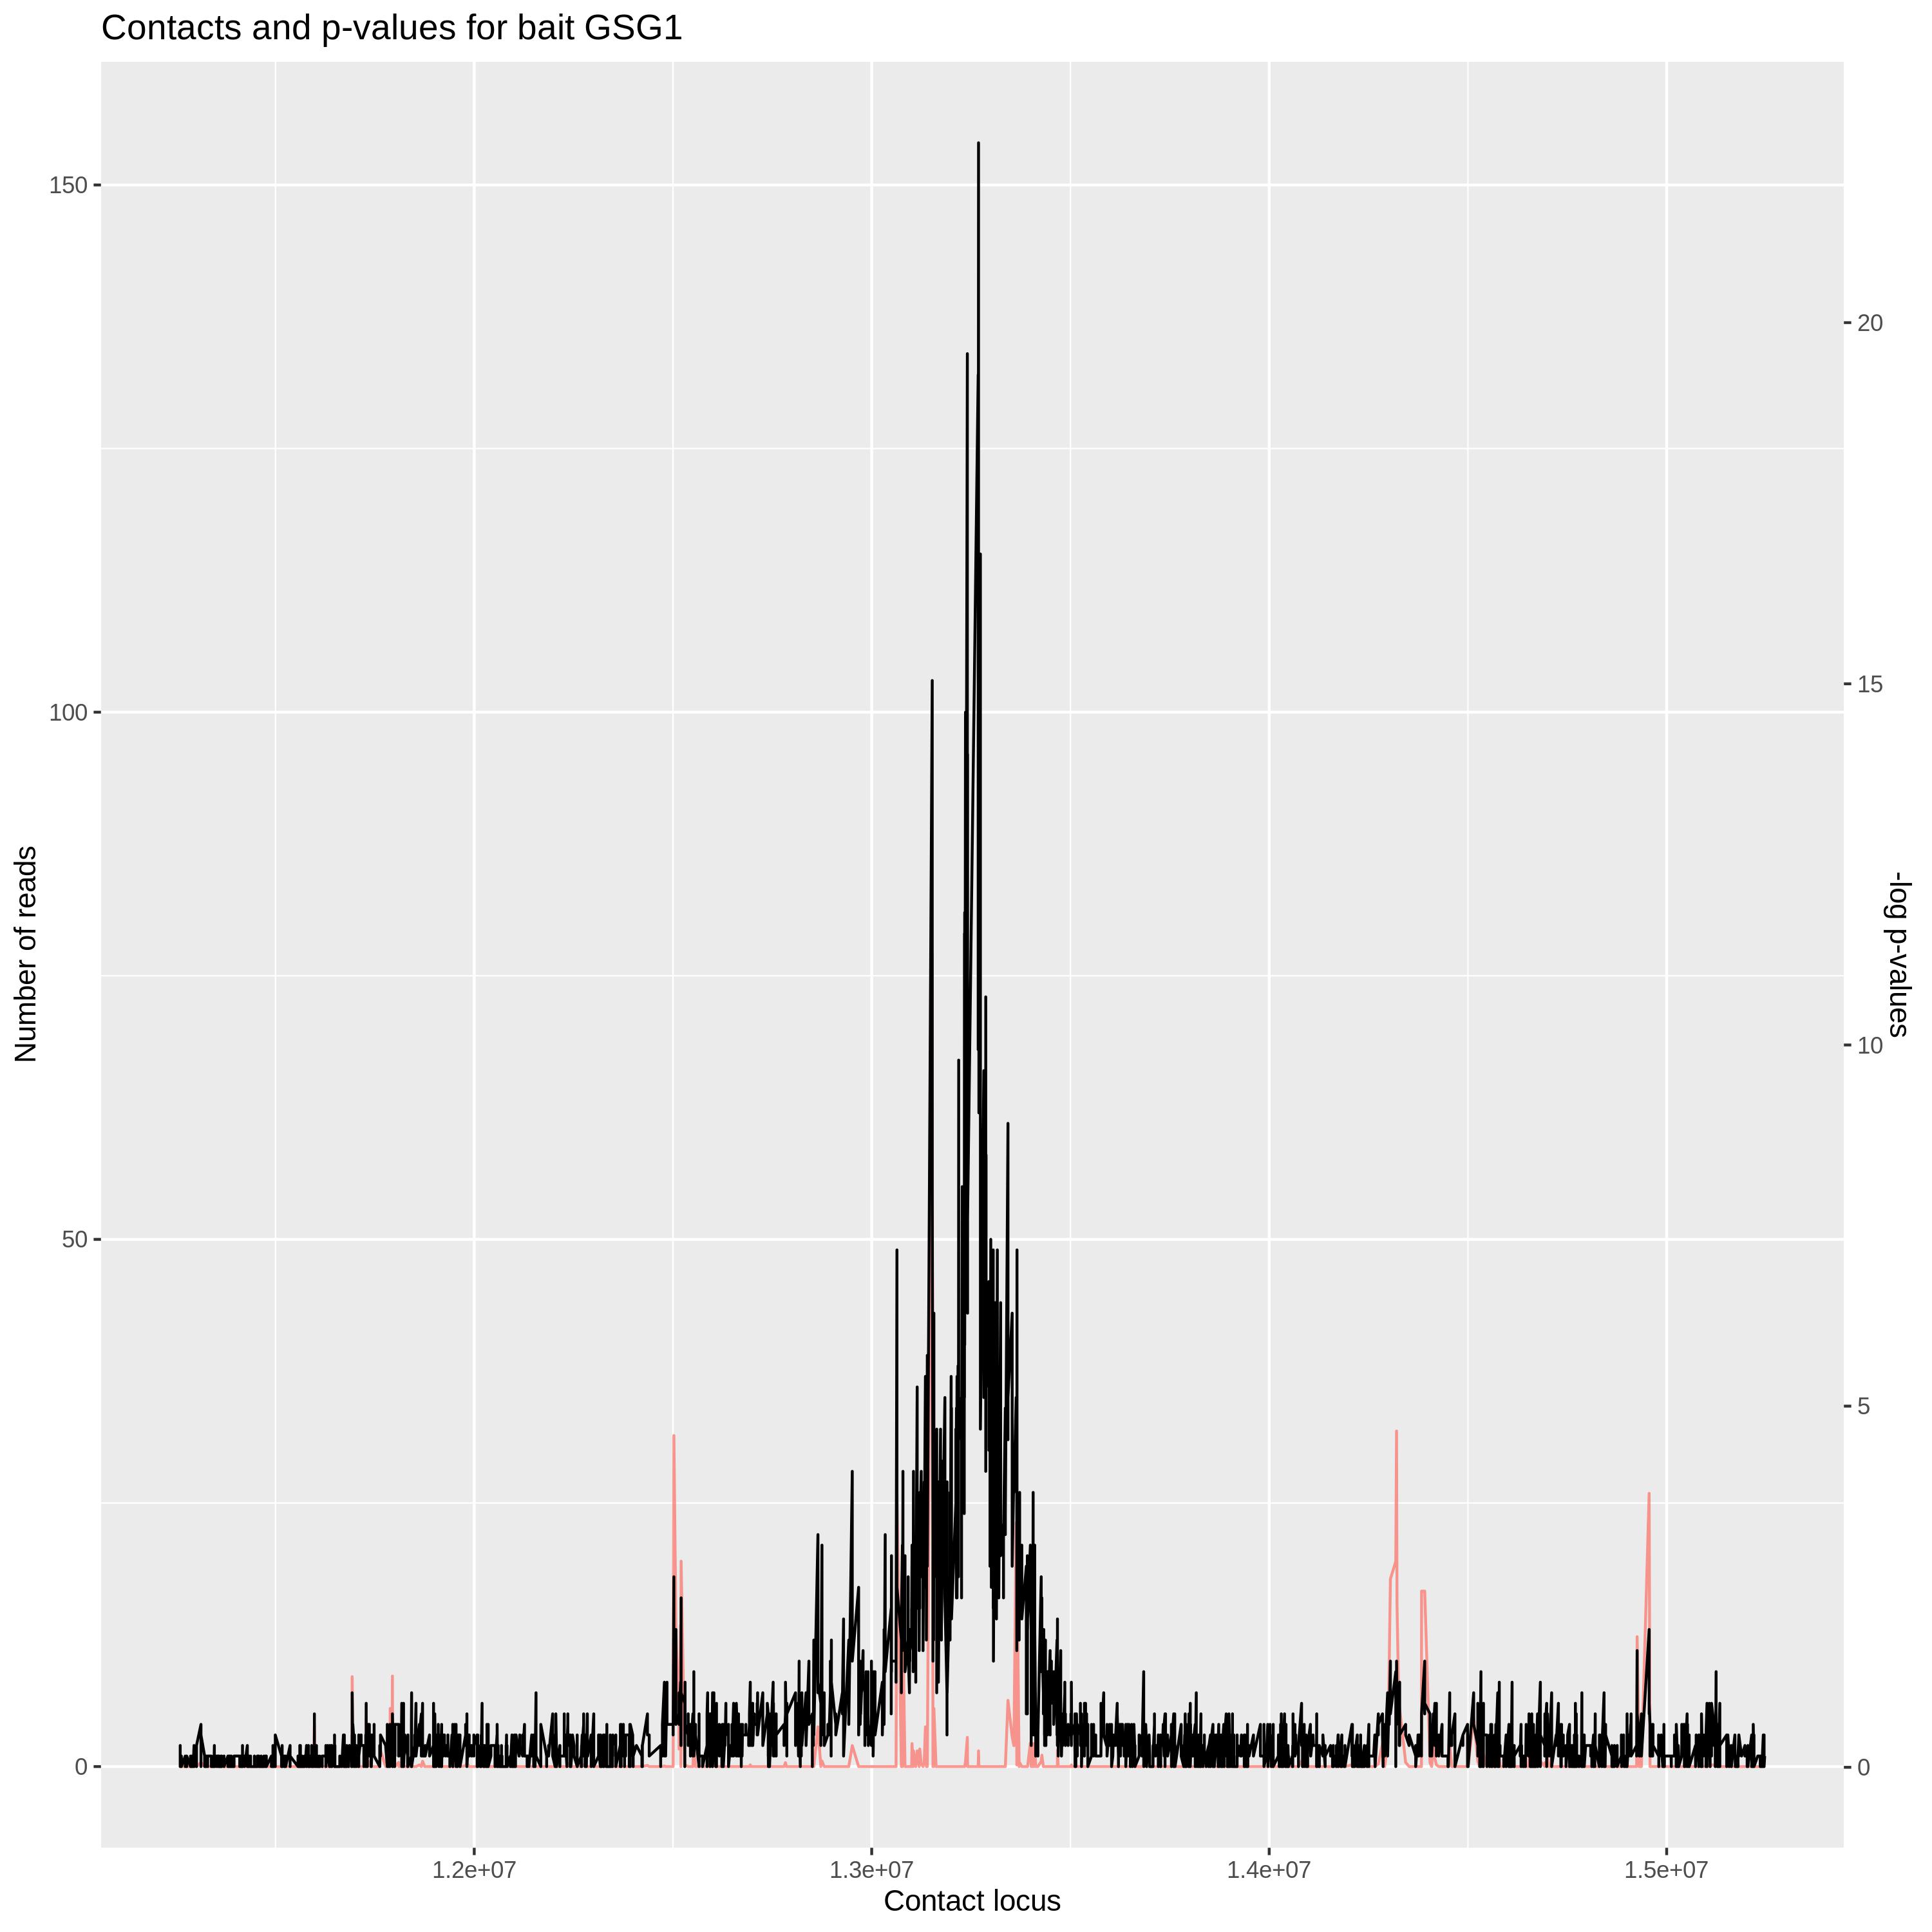 Contacts and p-values for bait GSG1
150
100
50
0
20
15
10
5
0
Number of reads
-log p-values
1.2e+07
1.3e+07
1.4e+07
1.5e+07
Contact locus